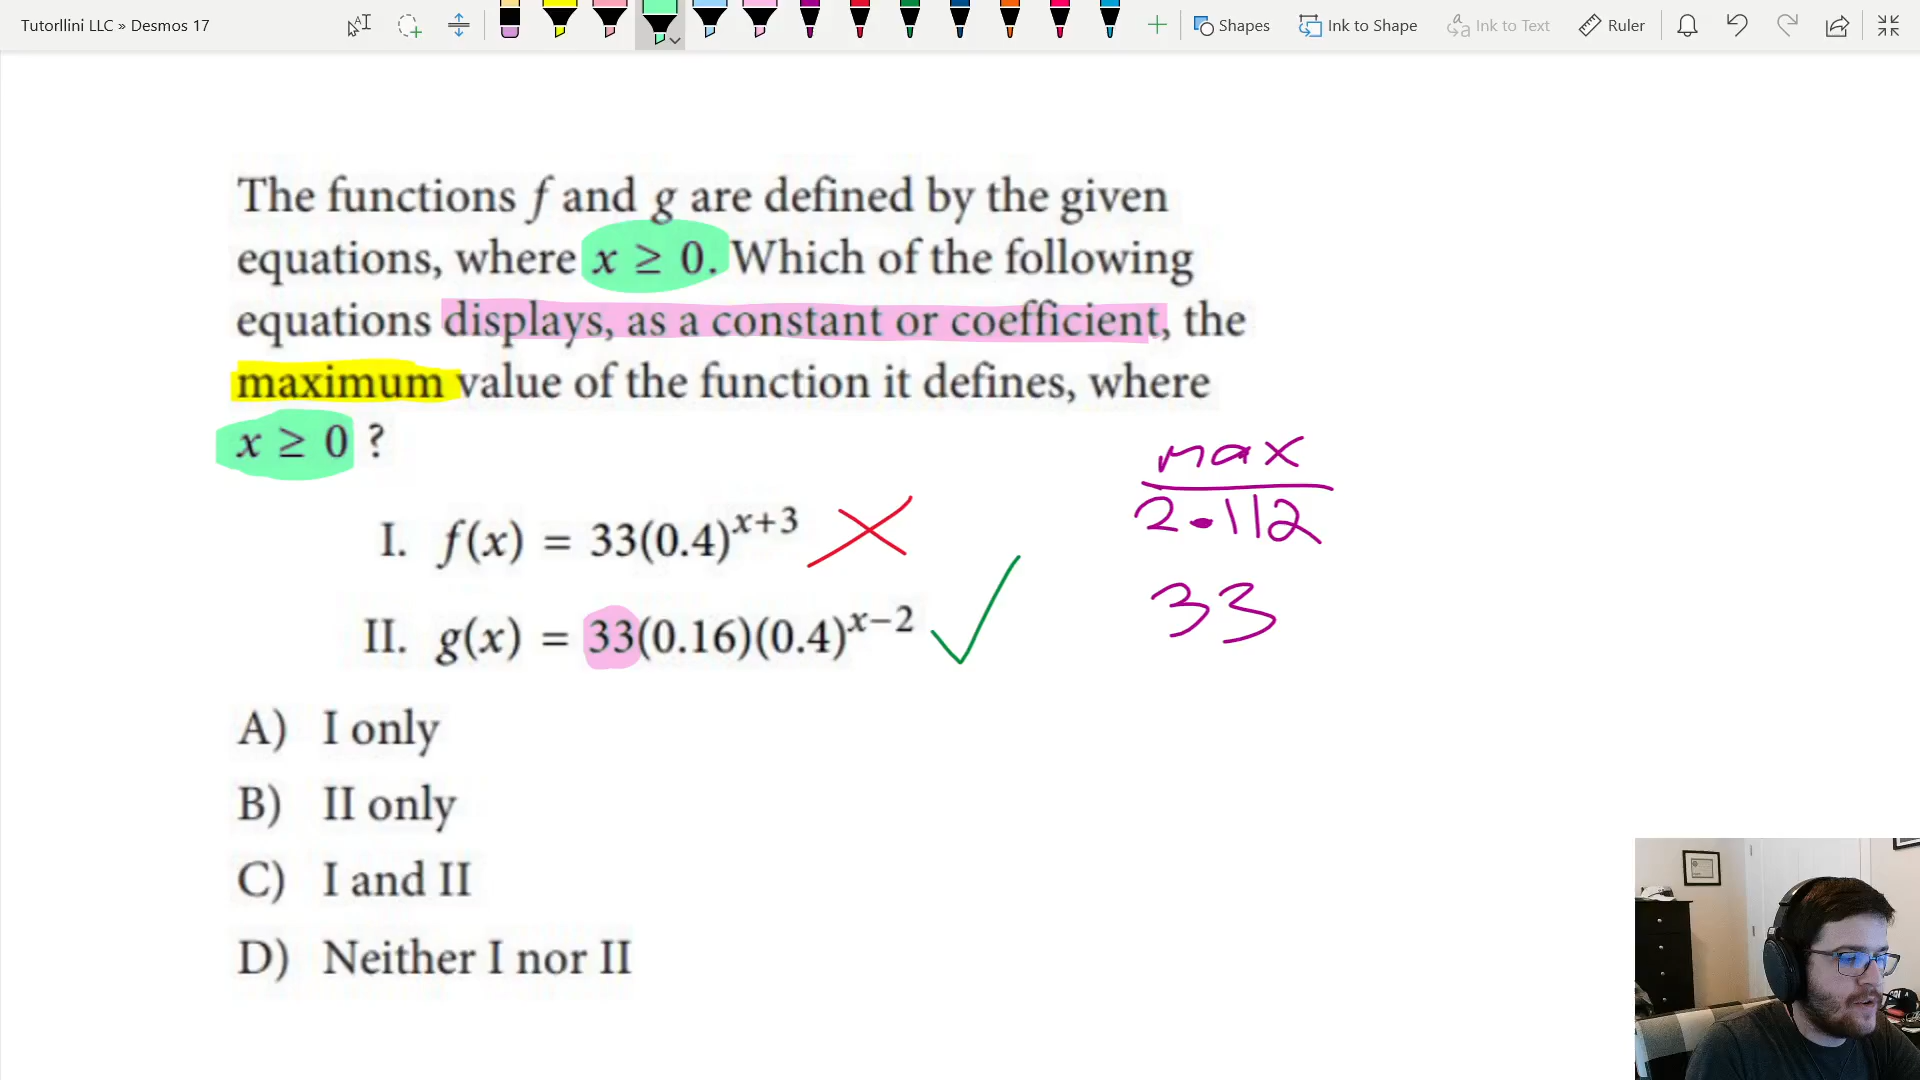 Tutorllini LLC » Desmos 17
Shapes
Ink to Shape
Ink to Text
Ruler
The functions f and g are defined by the given
equations, where x ≥ 0. Which of the following
equations displays, as a constant or coefficient, the
maximum value of the function it defines, where
x ≥ 0 ?
I. f(x) = 33(0.4)^{x+3}
II. g(x) = 33(0.16)(0.4)^{x−2}
max
2.112
33
A) I only
B) II only
C) I and II
D) Neither I nor II